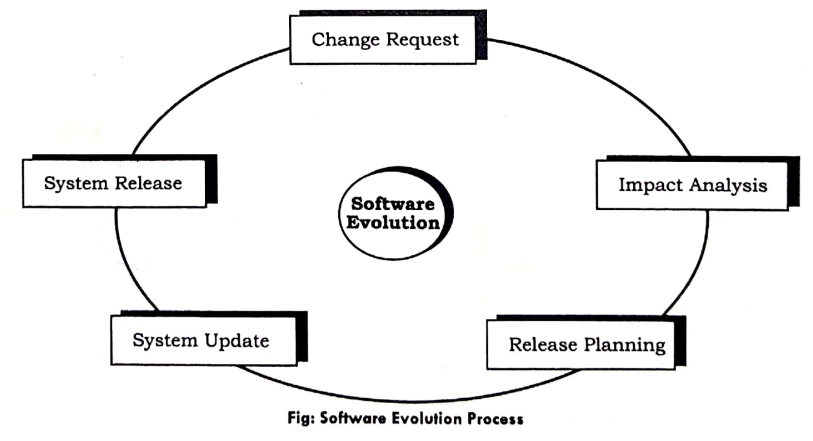 Change Request
System Release
Impact Analysis
Software
Evolution
System Update
Release Planning
Fig: Software Evolution Process